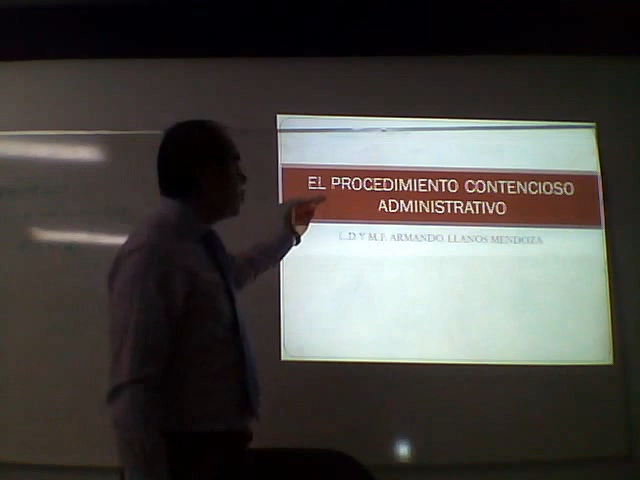 EL PROCEDIMIENTO CONTENCIOSO
ADMINISTRATIVO
L.D Y M.F. ARMANDO LLANOS MENDOZA